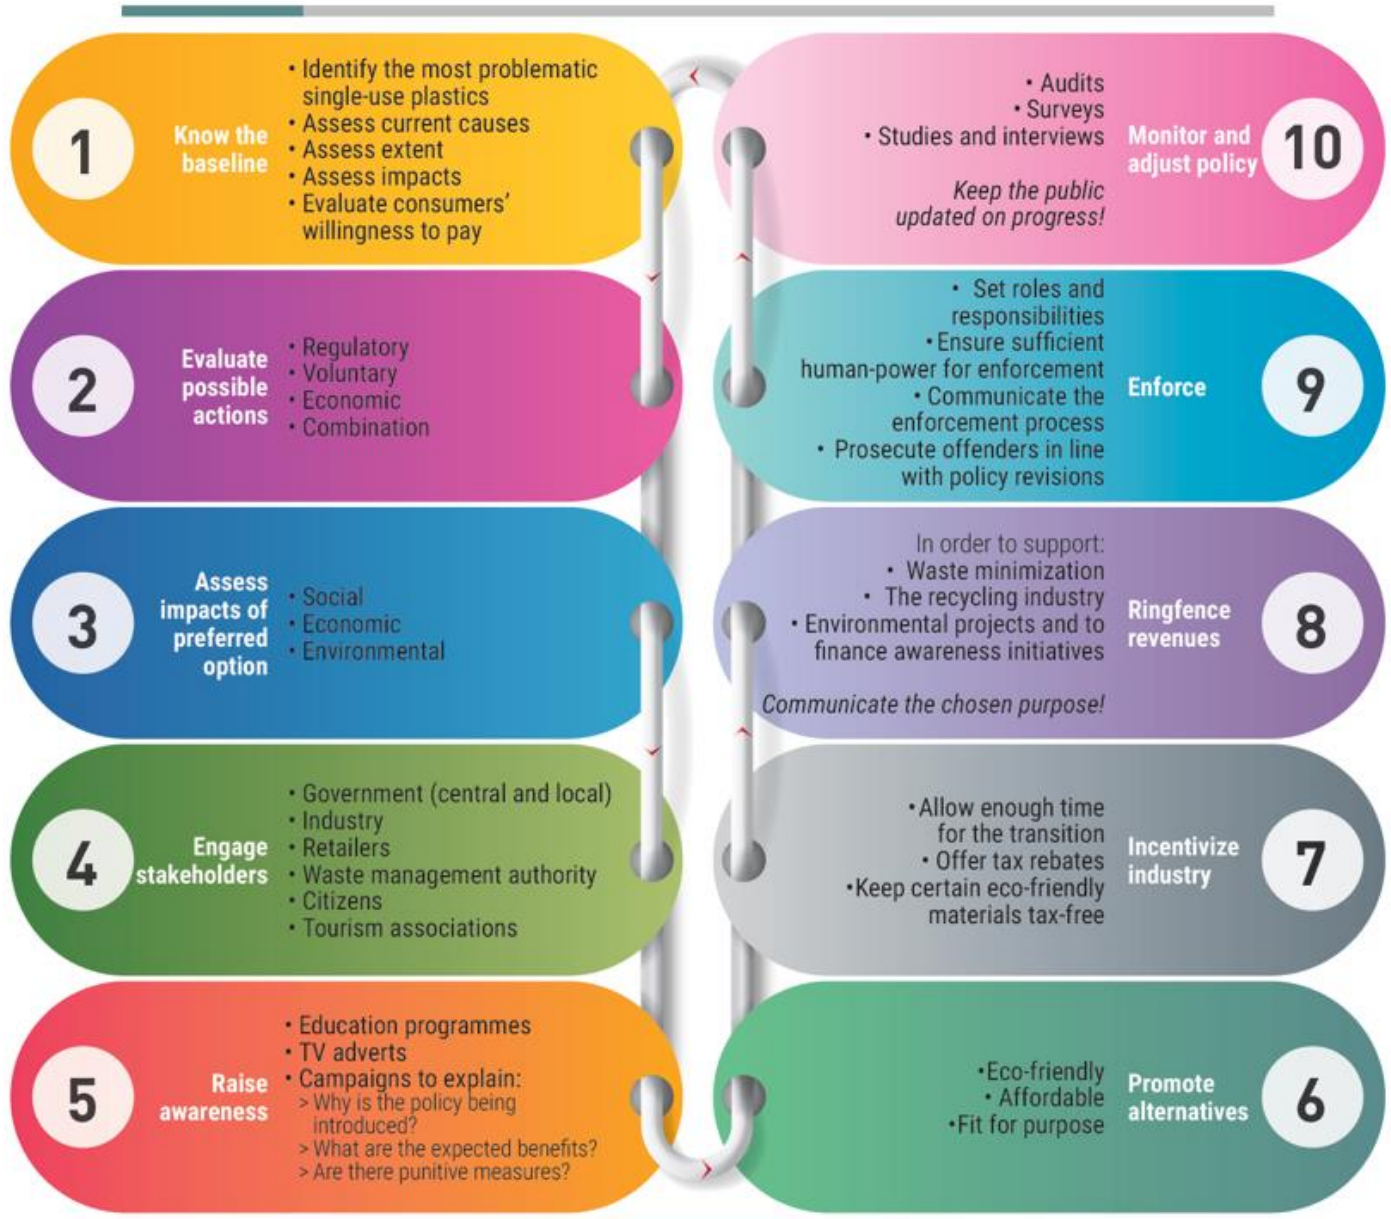 1
Know the
baseline
• Identify the most problematic
single-use plastics
• Assess current causes
• Assess extent
• Assess impacts
• Evaluate consumers’
willingness to pay
2
Evaluate
possible
actions
• Regulatory
• Voluntary
• Economic
• Combination
3
Assess
impacts of
preferred
option
• Social
• Economic
• Environmental
4
Engage
stakeholders
• Government (central and local)
• Industry
• Retailers
• Waste management authority
• Citizens
• Tourism associations
5
Raise
awareness
• Education programmes
• TV adverts
• Campaigns to explain:
> Why is the policy being
introduced?
> What are the expected benefits?
> Are there punitive measures?
6
Promote
alternatives
•Eco-friendly
• Affordable
•Fit for purpose
7
Incentivize
industry
•Allow enough time
for the transition
• Offer tax rebates
•Keep certain eco-friendly
materials tax-free
8
Ringfence
revenues
In order to support:
• Waste minimization
• The recycling industry
• Environmental projects and to
finance awareness initiatives
Communicate the chosen purpose!
9
Enforce
• Set roles and
responsibilities
•Ensure sufficient
human-power for enforcement
• Communicate the
enforcement process
• Prosecute offenders in line
with policy revisions
10
Monitor and
adjust policy
• Audits
• Surveys
• Studies and interviews
Keep the public
updated on progress!